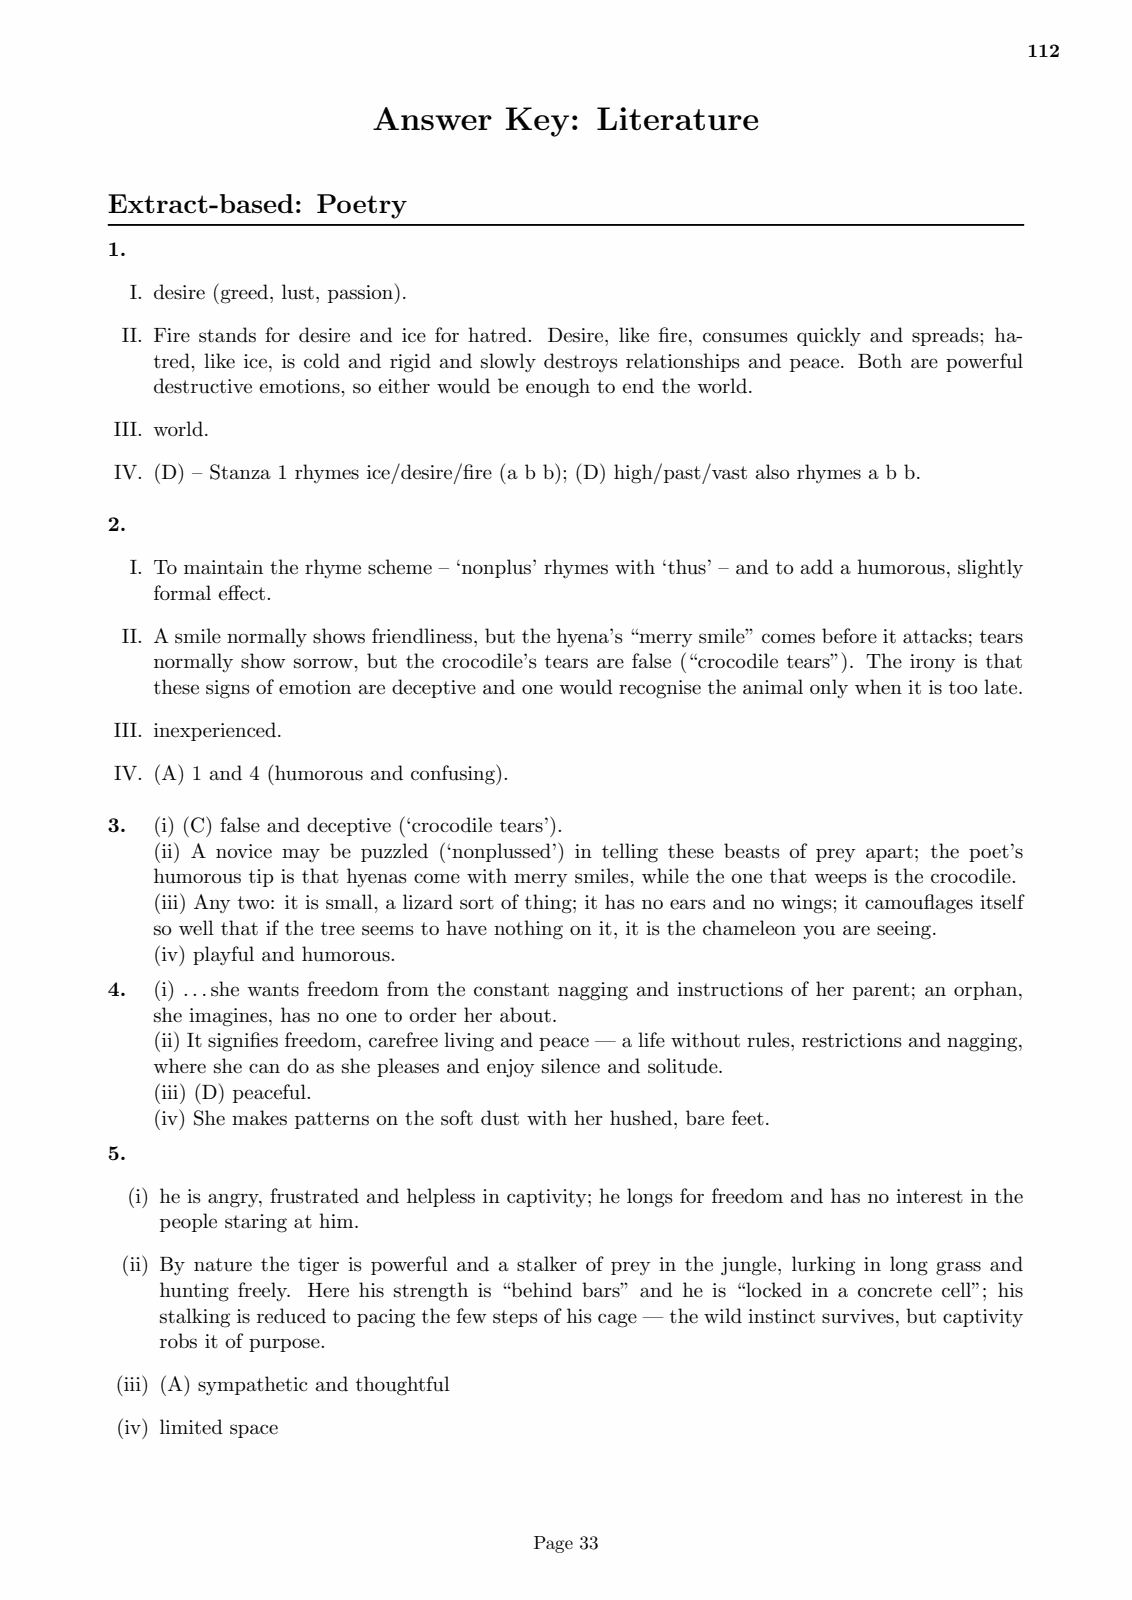 112
Answer Key: Literature
Extract-based: Poetry
1.
I. desire (greed, lust, passion).
II. Fire stands for desire and ice for hatred. Desire, like fire, consumes quickly and spreads; ha-
tred, like ice, is cold and rigid and slowly destroys relationships and peace. Both are powerful
destructive emotions, so either would be enough to end the world.
III. world.
IV. (D) – Stanza 1 rhymes ice/desire/fire (a b b); (D) high/past/vast also rhymes a b b.
2.
I. To maintain the rhyme scheme – ‘nonplus’ rhymes with ‘thus’ – and to add a humorous, slightly
formal effect.
II. A smile normally shows friendliness, but the hyena’s “merry smile” comes before it attacks; tears
normally show sorrow, but the crocodile’s tears are false (“crocodile tears”). The irony is that
these signs of emotion are deceptive and one would recognise the animal only when it is too late.
III. inexperienced.
IV. (A) 1 and 4 (humorous and confusing).
3. (i) (C) false and deceptive (‘crocodile tears’).
(ii) A novice may be puzzled (‘nonplussed’) in telling these beasts of prey apart; the poet’s
humorous tip is that hyenas come with merry smiles, while the one that weeps is the crocodile.
(iii) Any two: it is small, a lizard sort of thing; it has no ears and no wings; it camouflages itself
so well that if the tree seems to have nothing on it, it is the chameleon you are seeing.
(iv) playful and humorous.
4. (i) ...she wants freedom from the constant nagging and instructions of her parent; an orphan,
she imagines, has no one to order her about.
(ii) It signifies freedom, carefree living and peace — a life without rules, restrictions and nagging,
where she can do as she pleases and enjoy silence and solitude.
(iii) (D) peaceful.
(iv) She makes patterns on the soft dust with her hushed, bare feet.
5.
(i) he is angry, frustrated and helpless in captivity; he longs for freedom and has no interest in the
people staring at him.
(ii) By nature the tiger is powerful and a stalker of prey in the jungle, lurking in long grass and
hunting freely. Here his strength is “behind bars” and he is “locked in a concrete cell”; his
stalking is reduced to pacing the few steps of his cage — the wild instinct survives, but captivity
robs it of purpose.
(iii) (A) sympathetic and thoughtful
(iv) limited space
Page 33